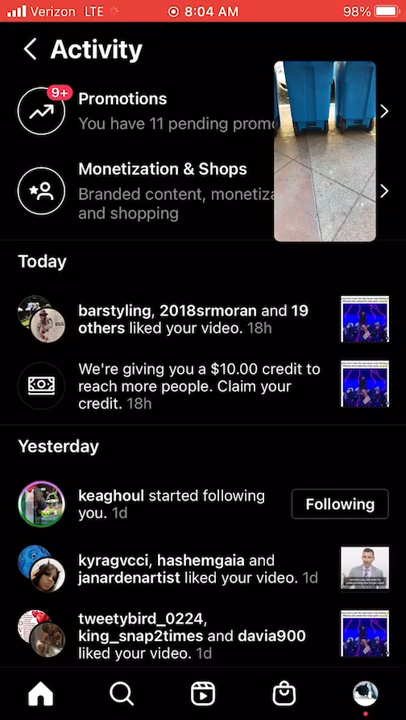 Verizon LTE 8:04 AM 98%
Activity
9+
Promotions
You have 11 pending promo
Monetization & Shops
Branded content, monetiza
and shopping
Today
barstyling, 2018srmoran and 19
others liked your video. 18h
We're giving you a $10.00 credit to
reach more people. Claim your
credit. 18h
Yesterday
keaghoul started following
you. 1d
Following
kyragvcci, hashemgaia and
janardenartist liked your video. 1d
tweetybird_0224,
king_snap2times and davia900
liked your video. 1d